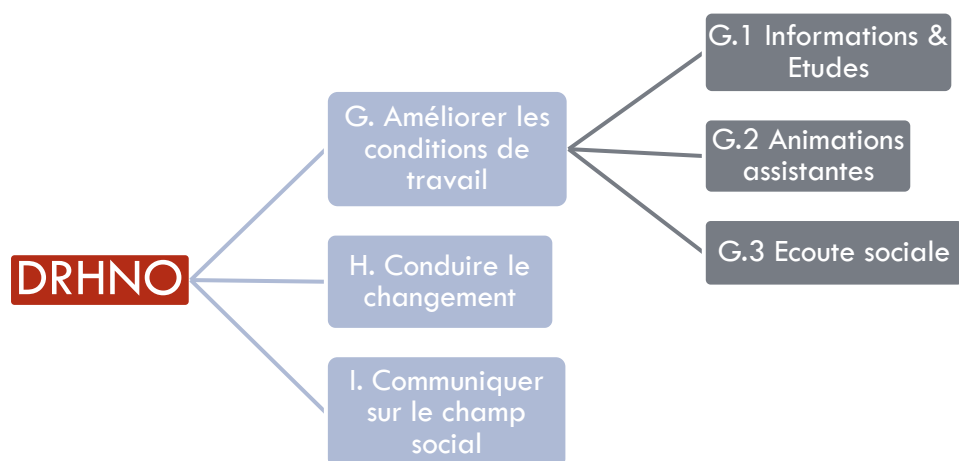 DRHNO
G. Améliorer les
conditions de
travail
G.1 Informations &
Etudes
G.2 Animations
assistantes
G.3 Ecoute sociale
H. Conduire le
changement
I. Communiquer
sur le champ
social